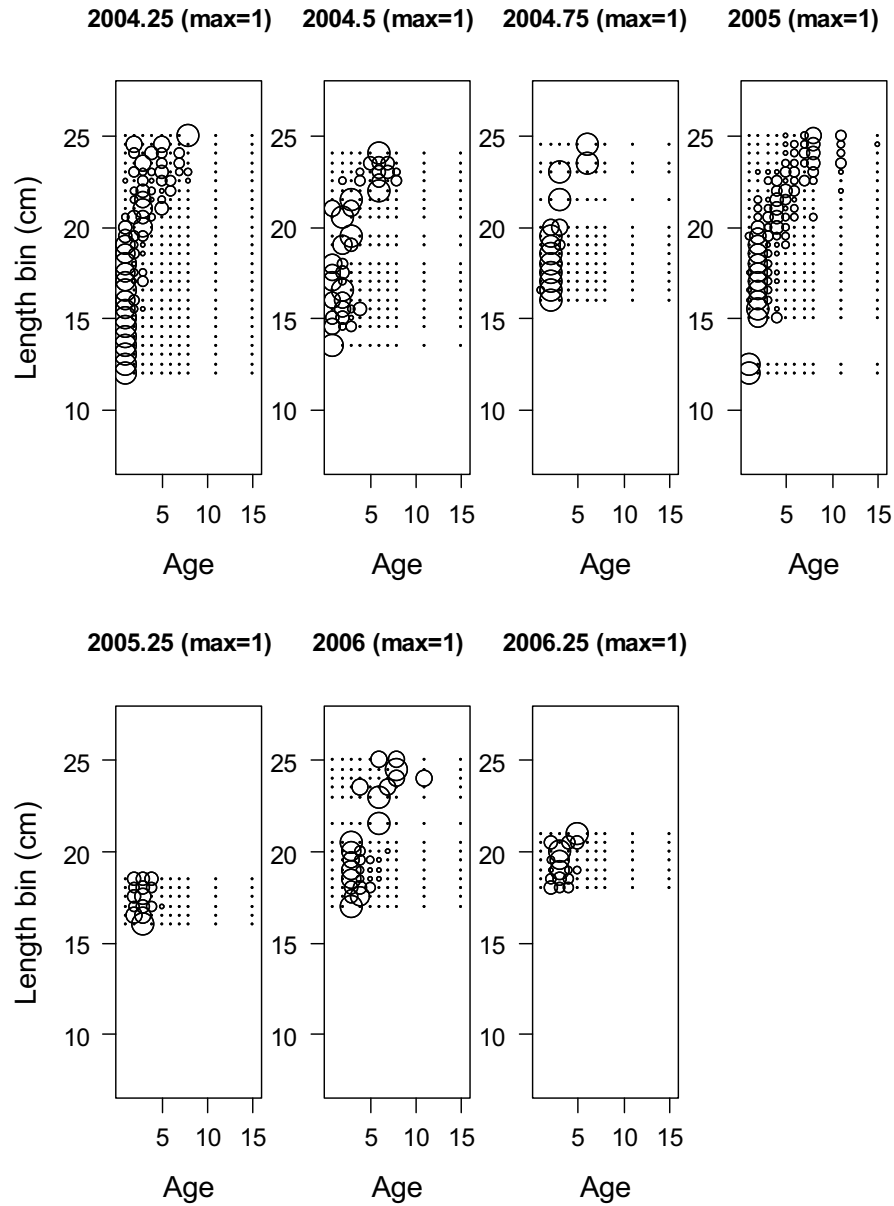 2004.25 (max=1) 2004.5 (max=1) 2004.75 (max=1) 2005 (max=1)
25 25 25 25
20 20 20 20
15 15 15 15
10 10 10 10
Length bin (cm)
5 10 15 5 10 15 5 10 15 5 10 15
Age Age Age Age
2005.25 (max=1) 2006 (max=1) 2006.25 (max=1)
25 25 25
20 20 20
15 15 15
10 10 10
Length bin (cm)
5 10 15 5 10 15 5 10 15
Age Age Age